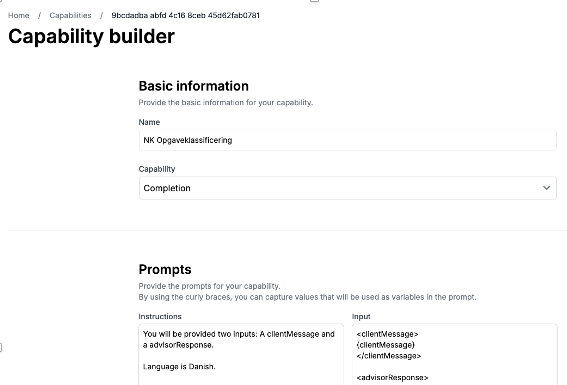 Home / Capabilities / 9bcdadba abfd 4c16 8ceb 45d62fab0781
Capability builder
Basic information
Provide the basic information for your capability.
Name
NK Opgaveklassificering
Capability
Completion
Prompts
Provide the prompts for your capability.
By using the curly braces, you can capture values that will be used as variables in the prompt.
Instructions
You will be provided two inputs: A clientMessage and
a advisorResponse.
Language is Danish.
Input
<clientMessage>
{clientMessage}
</clientMessage>
<advisorResponse>